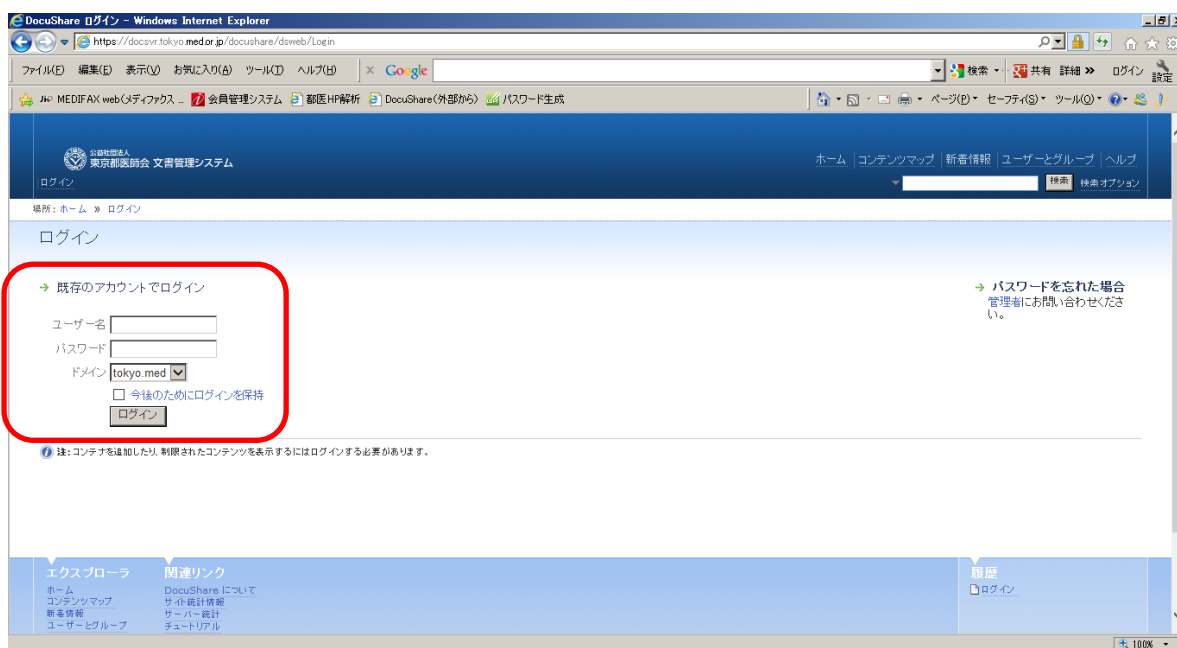 DocuShare ログイン - Windows Internet Explorer
https://docsvr.tokyo.med.or.jp/docushare/dsweb/Login
ファイル(F) 編集(E) 表示(V) お気に入り(A) ツール(T) ヘルプ(H) × Google 検索 共有 詳細 » ログイン 設定
MEDIFAX web(メディファクス ... 会員管理システム 都医HP解析 DocuShare(外部から) パスワード生成 ページ(P) セーフティ(S) ツール(O)
公益社団法人
東京都医師会 文書管理システム
ホーム コンテンツマップ 新着情報 ユーザーとグループ ヘルプ
ログイン
検索 検索オプション
場所: ホーム » ログイン
ログイン
既存のアカウントでログイン
ユーザー名
パスワード
ドメイン tokyo.med
今後のためにログインを保持
ログイン
パスワードを忘れた場合
管理者にお問い合わせくださ
い。
注: コンテナを追加したり、制限されたコンテンツを表示するにはログインする必要があります。
エクスプローラ
ホーム
コンテンツマップ
新着情報
ユーザーとグループ
関連リンク
DocuShare について
サイト統計情報
サーバー統計
チュートリアル
履歴
ログイン
100%